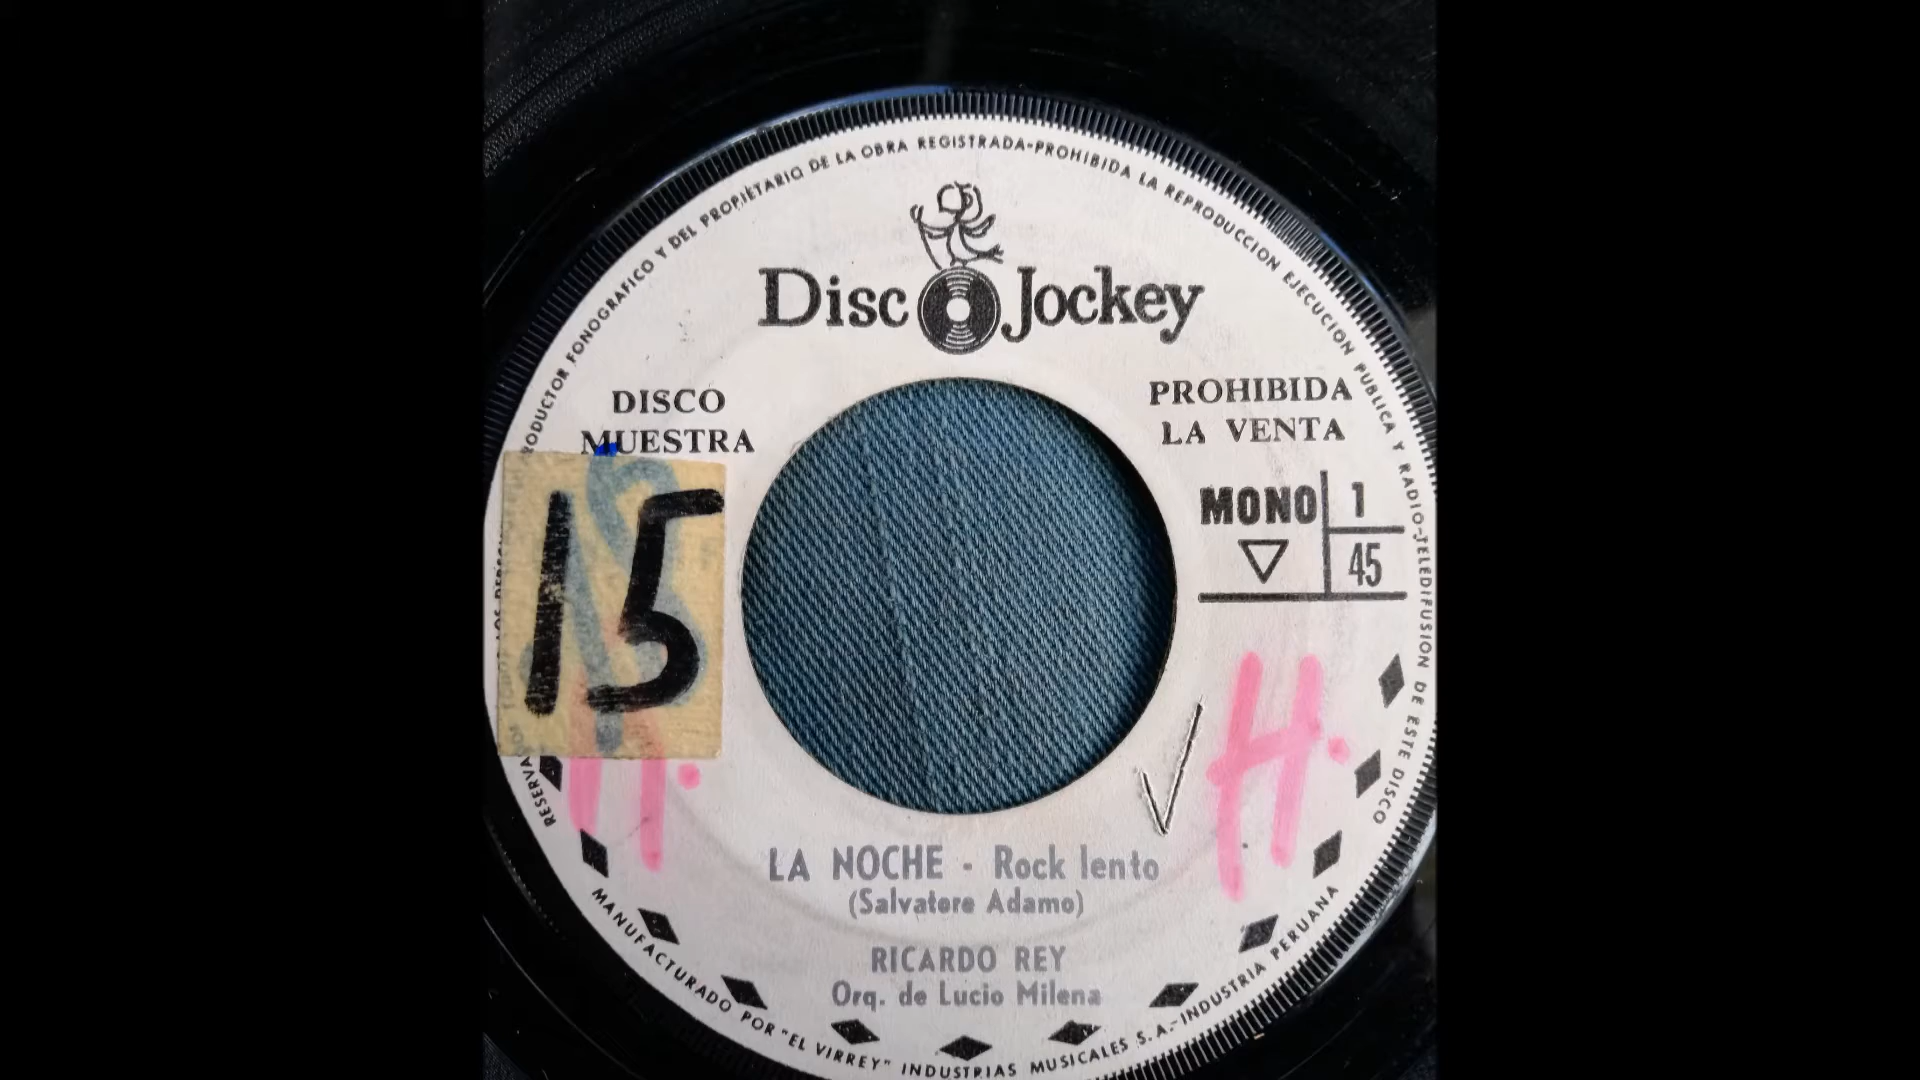 PRODUCTOR FONOGRAFICO Y DEL PROPIETARIO DE LA OBRA REGISTRADA-PROHIBIDA LA REPRODUCCION EJECUCION PUBLICA Y RADIO-TELEDIFUSION DE ESTE DISCO
Disc Jockey
DISCO
MUESTRA
PROHIBIDA
LA VENTA
MONO 1
45
15
H.
H.
LA NOCHE - Rock lento
(Salvatore Adamo)
RICARDO REY
Orq. de Lucio Milena
MANUFACTURADO POR "EL VIRREY" INDUSTRIAS MUSICALES S.A.-INDUSTRIA PERUANA